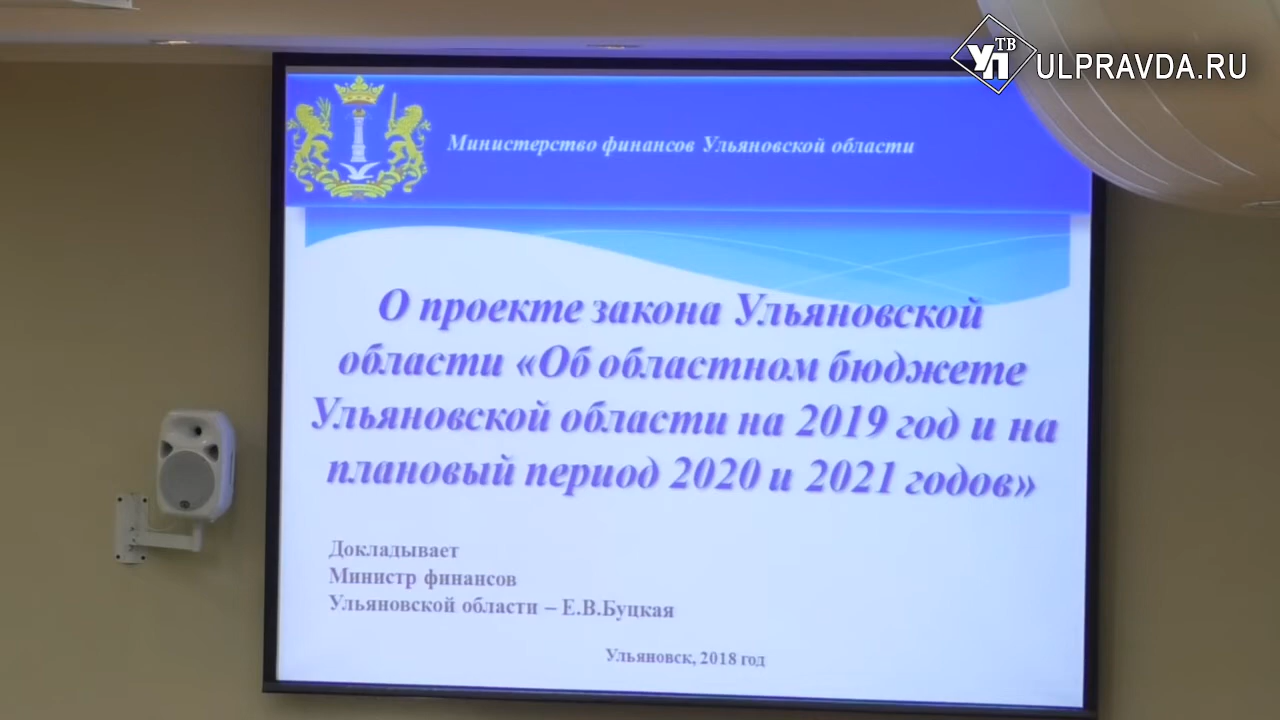 УП ТВ ULPRAVDA.RU
Министерство финансов Ульяновской области
О проекте закона Ульяновской
области «Об областном бюджете
Ульяновской области на 2019 год и на
плановый период 2020 и 2021 годов»
Докладывает
Министр финансов
Ульяновской области – Е.В.Буцкая
Ульяновск, 2018 год